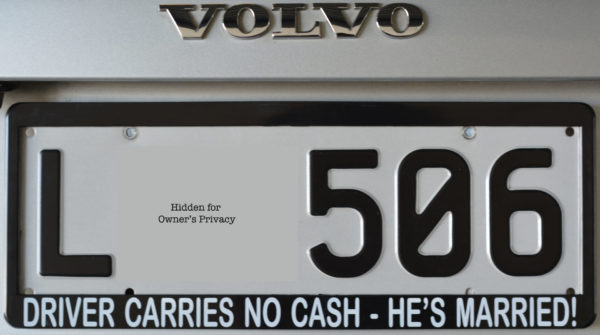 VOLVO
L 506
Hidden for
Owner's Privacy
DRIVER CARRIES NO CASH - HE'S MARRIED!